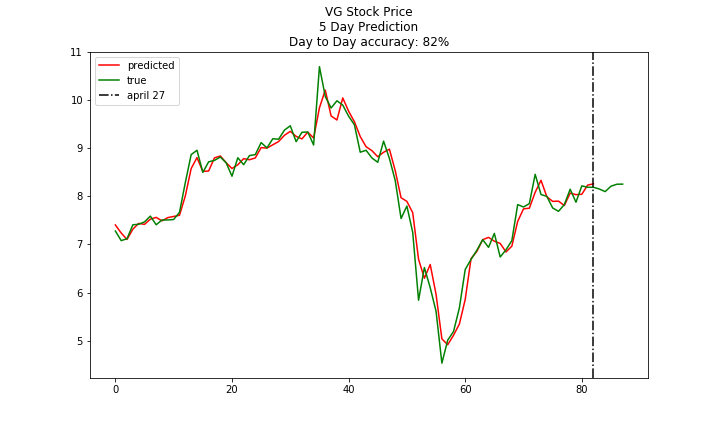 VG Stock Price
5 Day Prediction
Day to Day accuracy: 82%
predicted
true
april 27
11
10
9
8
7
6
5
0
20
40
60
80